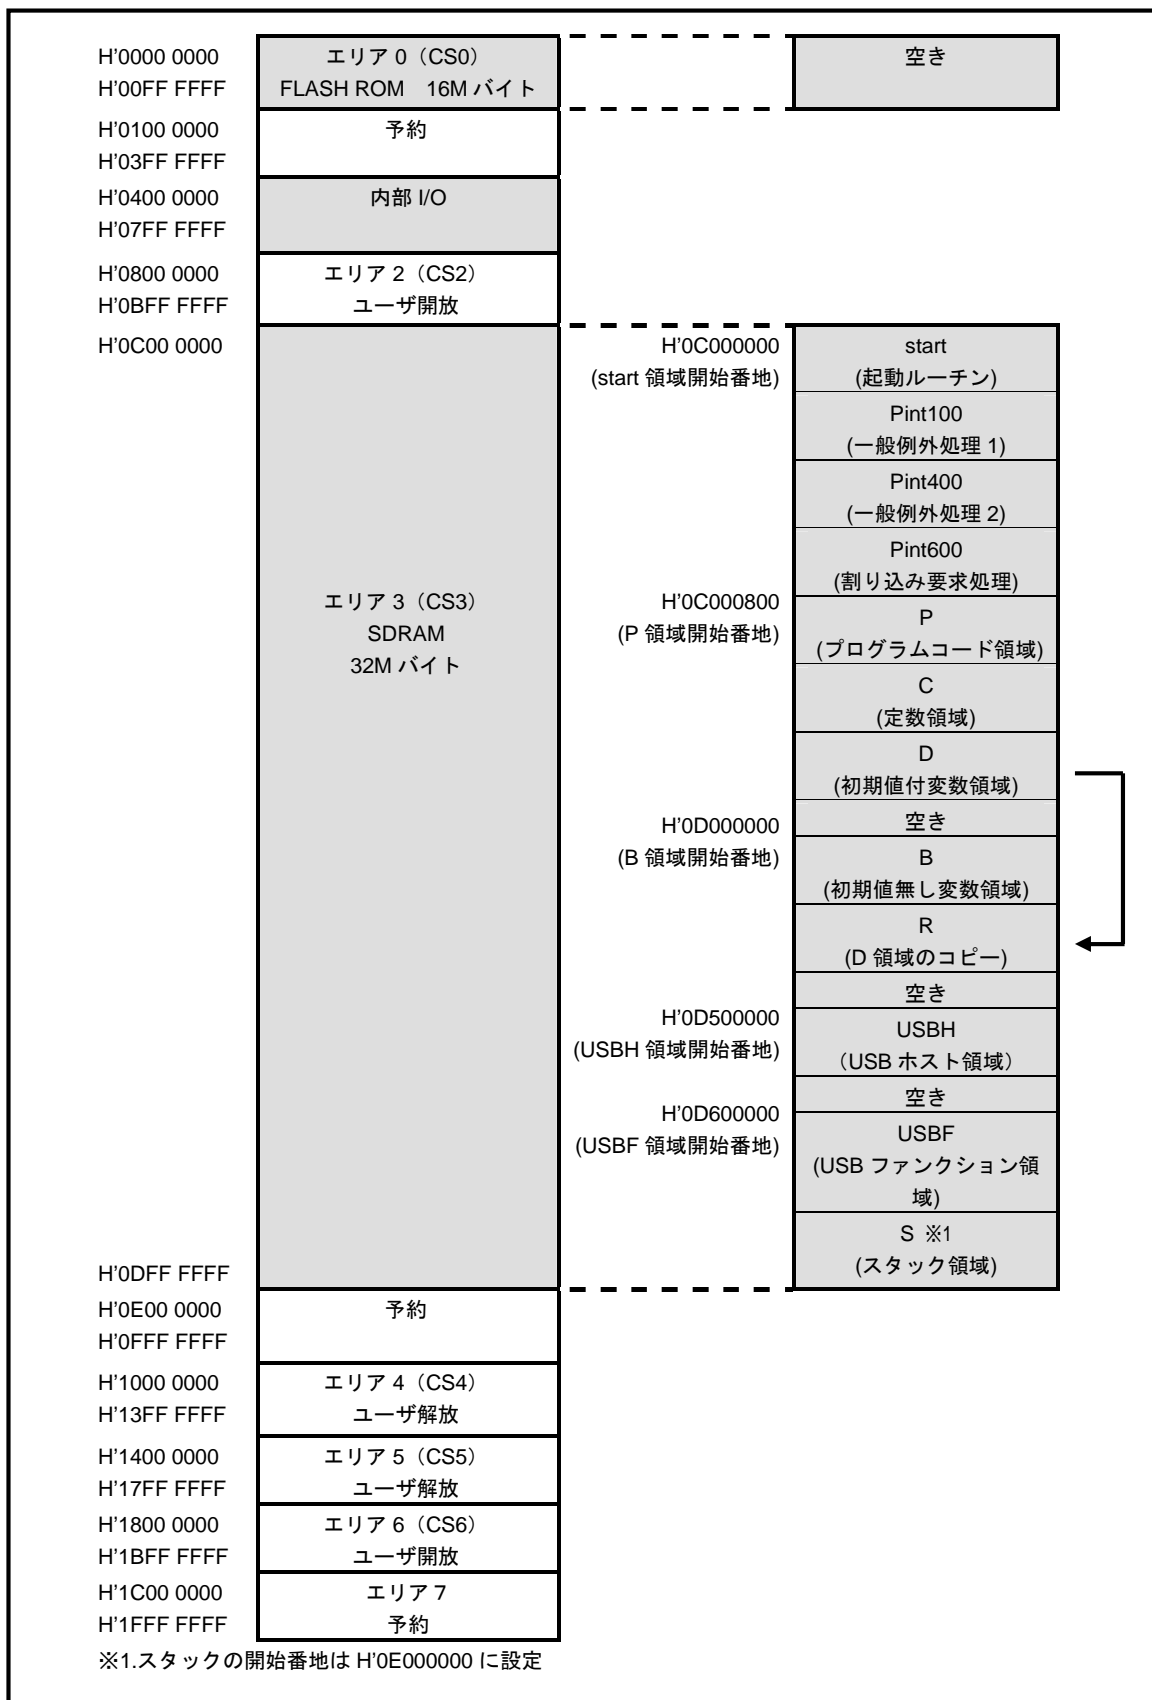 H'0000 0000 エリア 0（CS0） 空き
H'00FF FFFF FLASH ROM　16M バイト
H'0100 0000 予約
H'03FF FFFF
H'0400 0000 内部 I/O
H'07FF FFFF
H'0800 0000 エリア 2（CS2）
H'0BFF FFFF ユーザ開放
H'0C00 0000 H'0C000000 start
(start 領域開始番地) (起動ルーチン)
Pint100
(一般例外処理 1)
Pint400
(一般例外処理 2)
Pint600
(割り込み要求処理)
エリア 3（CS3） H'0C000800 P
SDRAM (P 領域開始番地) (プログラムコード領域)
32M バイト
C
(定数領域)
D
(初期値付変数領域)
H'0D000000 空き
(B 領域開始番地) B
(初期値無し変数領域)
R
(D 領域のコピー)
空き
H'0D500000 USBH
(USBH 領域開始番地) （USB ホスト領域）
空き
H'0D600000 USBF
(USBF 領域開始番地) (USB ファンクション領
域)
S ※1
H'0DFF FFFF (スタック領域)
H'0E00 0000 予約
H'0FFF FFFF
H'1000 0000 エリア 4（CS4）
H'13FF FFFF ユーザ解放
H'1400 0000 エリア 5（CS5）
H'17FF FFFF ユーザ解放
H'1800 0000 エリア 6（CS6）
H'1BFF FFFF ユーザ開放
H'1C00 0000 エリア 7
H'1FFF FFFF 予約
※1.スタックの開始番地は H'0E000000 に設定